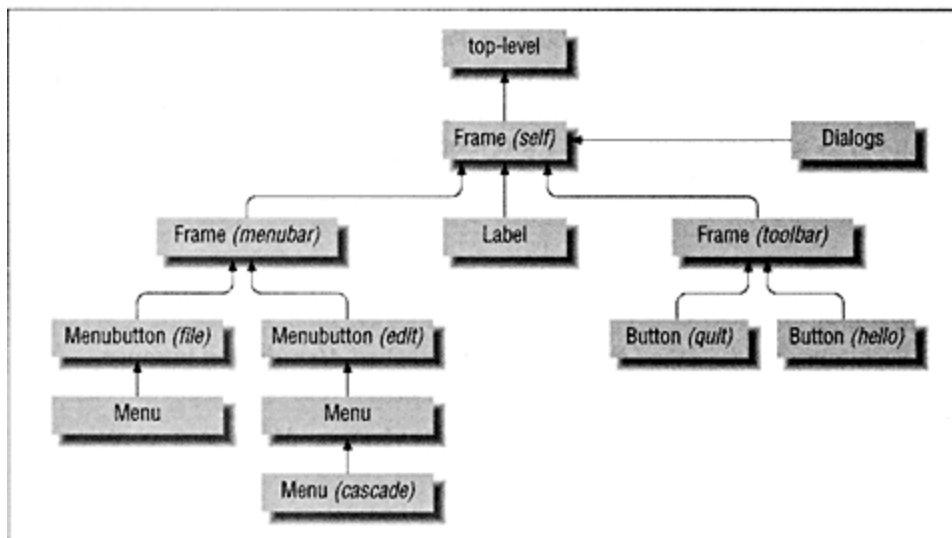 top-level
Frame (self)
Dialogs
Frame (menubar)
Label
Frame (toolbar)
Menubutton (file)
Menubutton (edit)
Button (quit)
Button (hello)
Menu
Menu
Menu (cascade)